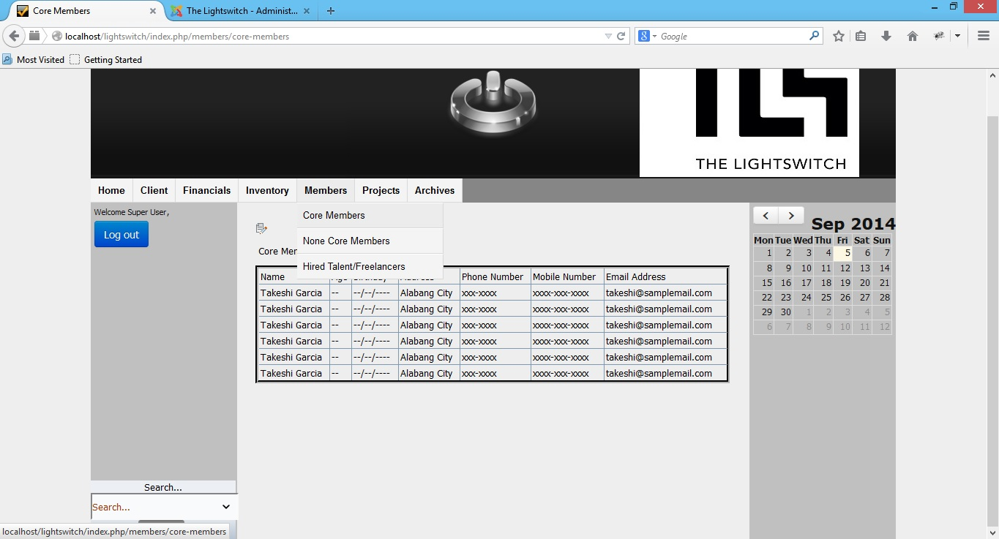 Core Members
The Lightswitch - Administ...
localhost/lightswitch/index.php/members/core-members
Google
Most Visited Getting Started
THE LIGHTSWITCH
Home Client Financials Inventory Members Projects Archives
Welcome Super User,
Log out
Core Members
None Core Members
Hired Talent/Freelancers
Core Mem
Name Phone Number Mobile Number Email Address
Takeshi Garcia -- --/--/---- Alabang City xxx-xxxx xxxx-xxx-xxxx takeshi@samplemail.com
Takeshi Garcia -- --/--/---- Alabang City xxx-xxxx xxxx-xxx-xxxx takeshi@samplemail.com
Takeshi Garcia -- --/--/---- Alabang City xxx-xxxx xxxx-xxx-xxxx takeshi@samplemail.com
Takeshi Garcia -- --/--/---- Alabang City xxx-xxxx xxxx-xxx-xxxx takeshi@samplemail.com
Takeshi Garcia -- --/--/---- Alabang City xxx-xxxx xxxx-xxx-xxxx takeshi@samplemail.com
Takeshi Garcia -- --/--/---- Alabang City xxx-xxxx xxxx-xxx-xxxx takeshi@samplemail.com
< > Sep 2014
Mon Tue Wed Thu Fri Sat Sun
1 2 3 4 5 6 7
8 9 10 11 12 13 14
15 16 17 18 19 20 21
22 23 24 25 26 27 28
29 30 1 2 3 4 5
6 7 8 9 10 11 12
Search...
Search...
localhost/lightswitch/index.php/members/core-members